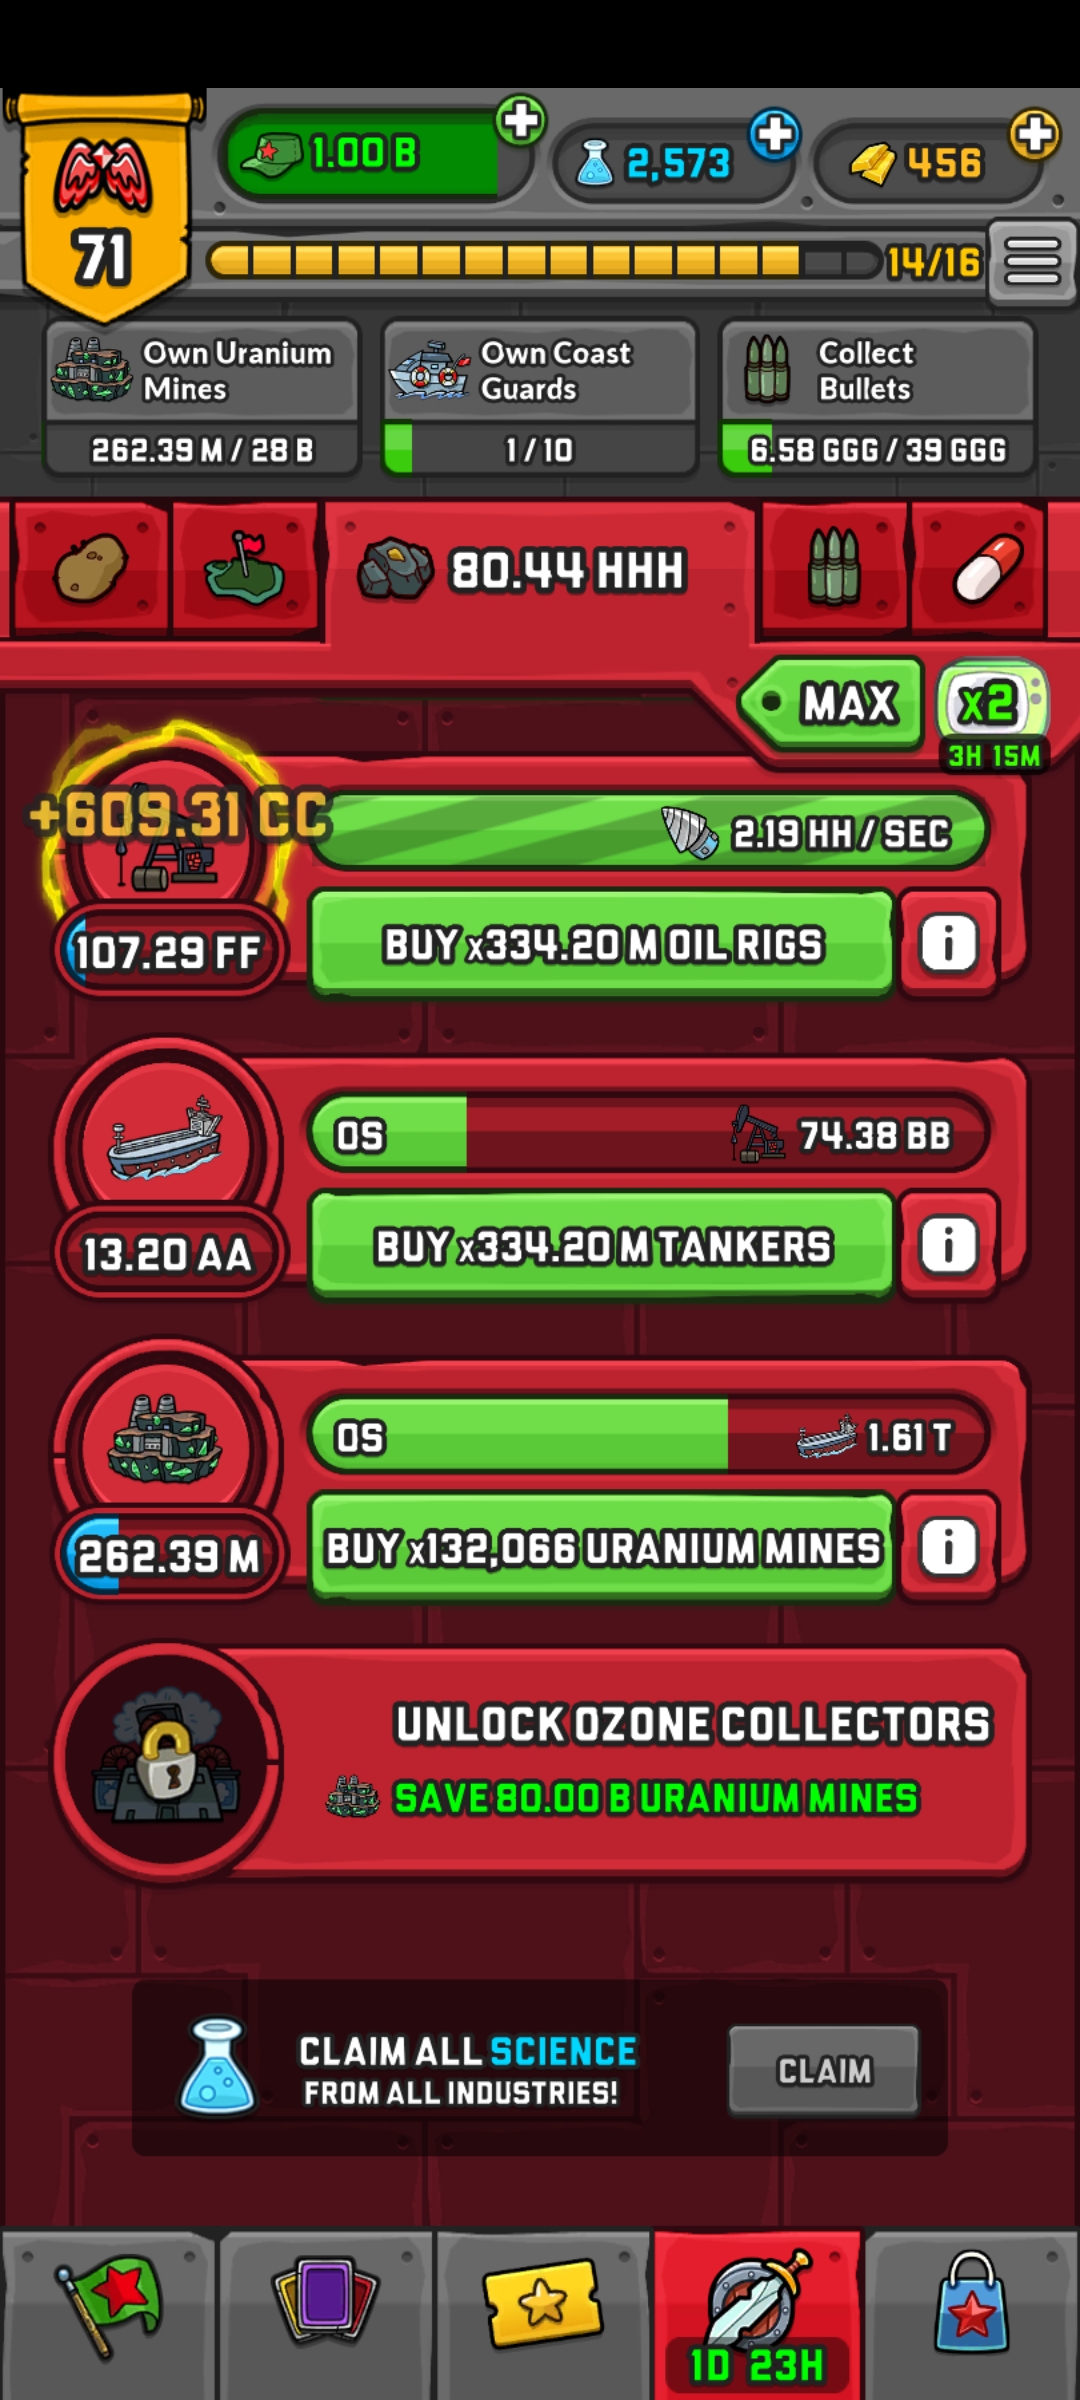 71
1.00 B
2,573
456
14/16
Own Uranium
Mines
262.39 M / 28 B
Own Coast
Guards
1 / 10
Collect
Bullets
6.58 GGG / 39 GGG
80.44 HHH
MAX
x2
3H 15M
+609.31 CC
2.19 HH / SEC
107.29 FF
BUY x334.20 M OIL RIGS
i
0S
74.38 BB
13.20 AA
BUY x334.20 M TANKERS
i
0S
1.61 T
262.39 M
BUY x132,066 URANIUM MINES
i
UNLOCK OZONE COLLECTORS
SAVE 80.00 B URANIUM MINES
CLAIM ALL SCIENCE
FROM ALL INDUSTRIES!
CLAIM
1D 23H